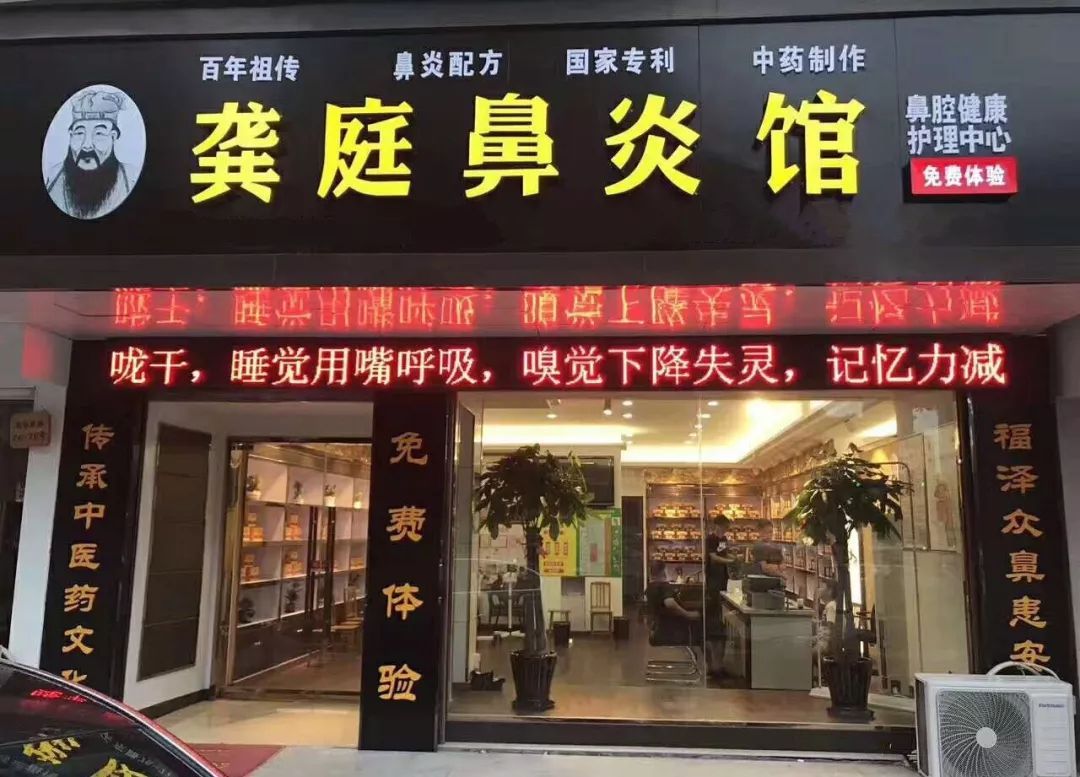 百年祖传 鼻炎配方 国家专利 中药制作
龚庭鼻炎馆
鼻腔健康
护理中心
免费体验
咙干，睡觉用嘴呼吸，嗅觉下降失灵，记忆力减
传承中医药文化
免费体验
福泽众鼻患安